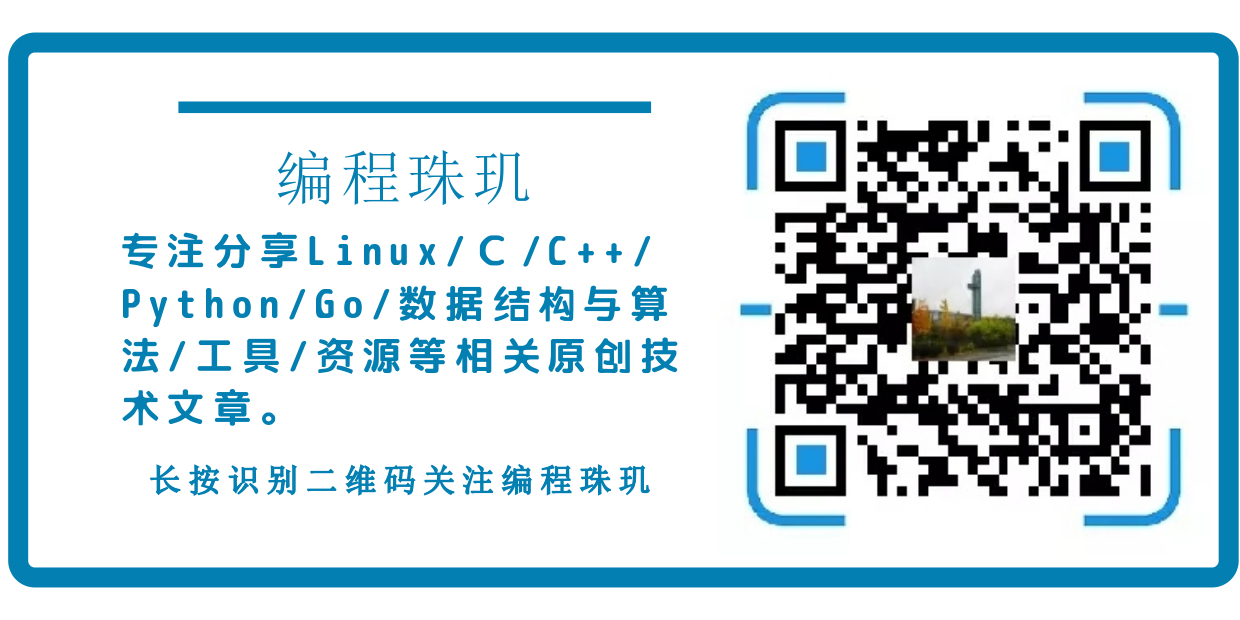 编程珠玑
专注分享Linux/ C /C++/
Python/Go/数据结构与算
法/工具/资源等相关原创技
术文章。
长按识别二维码关注编程珠玑